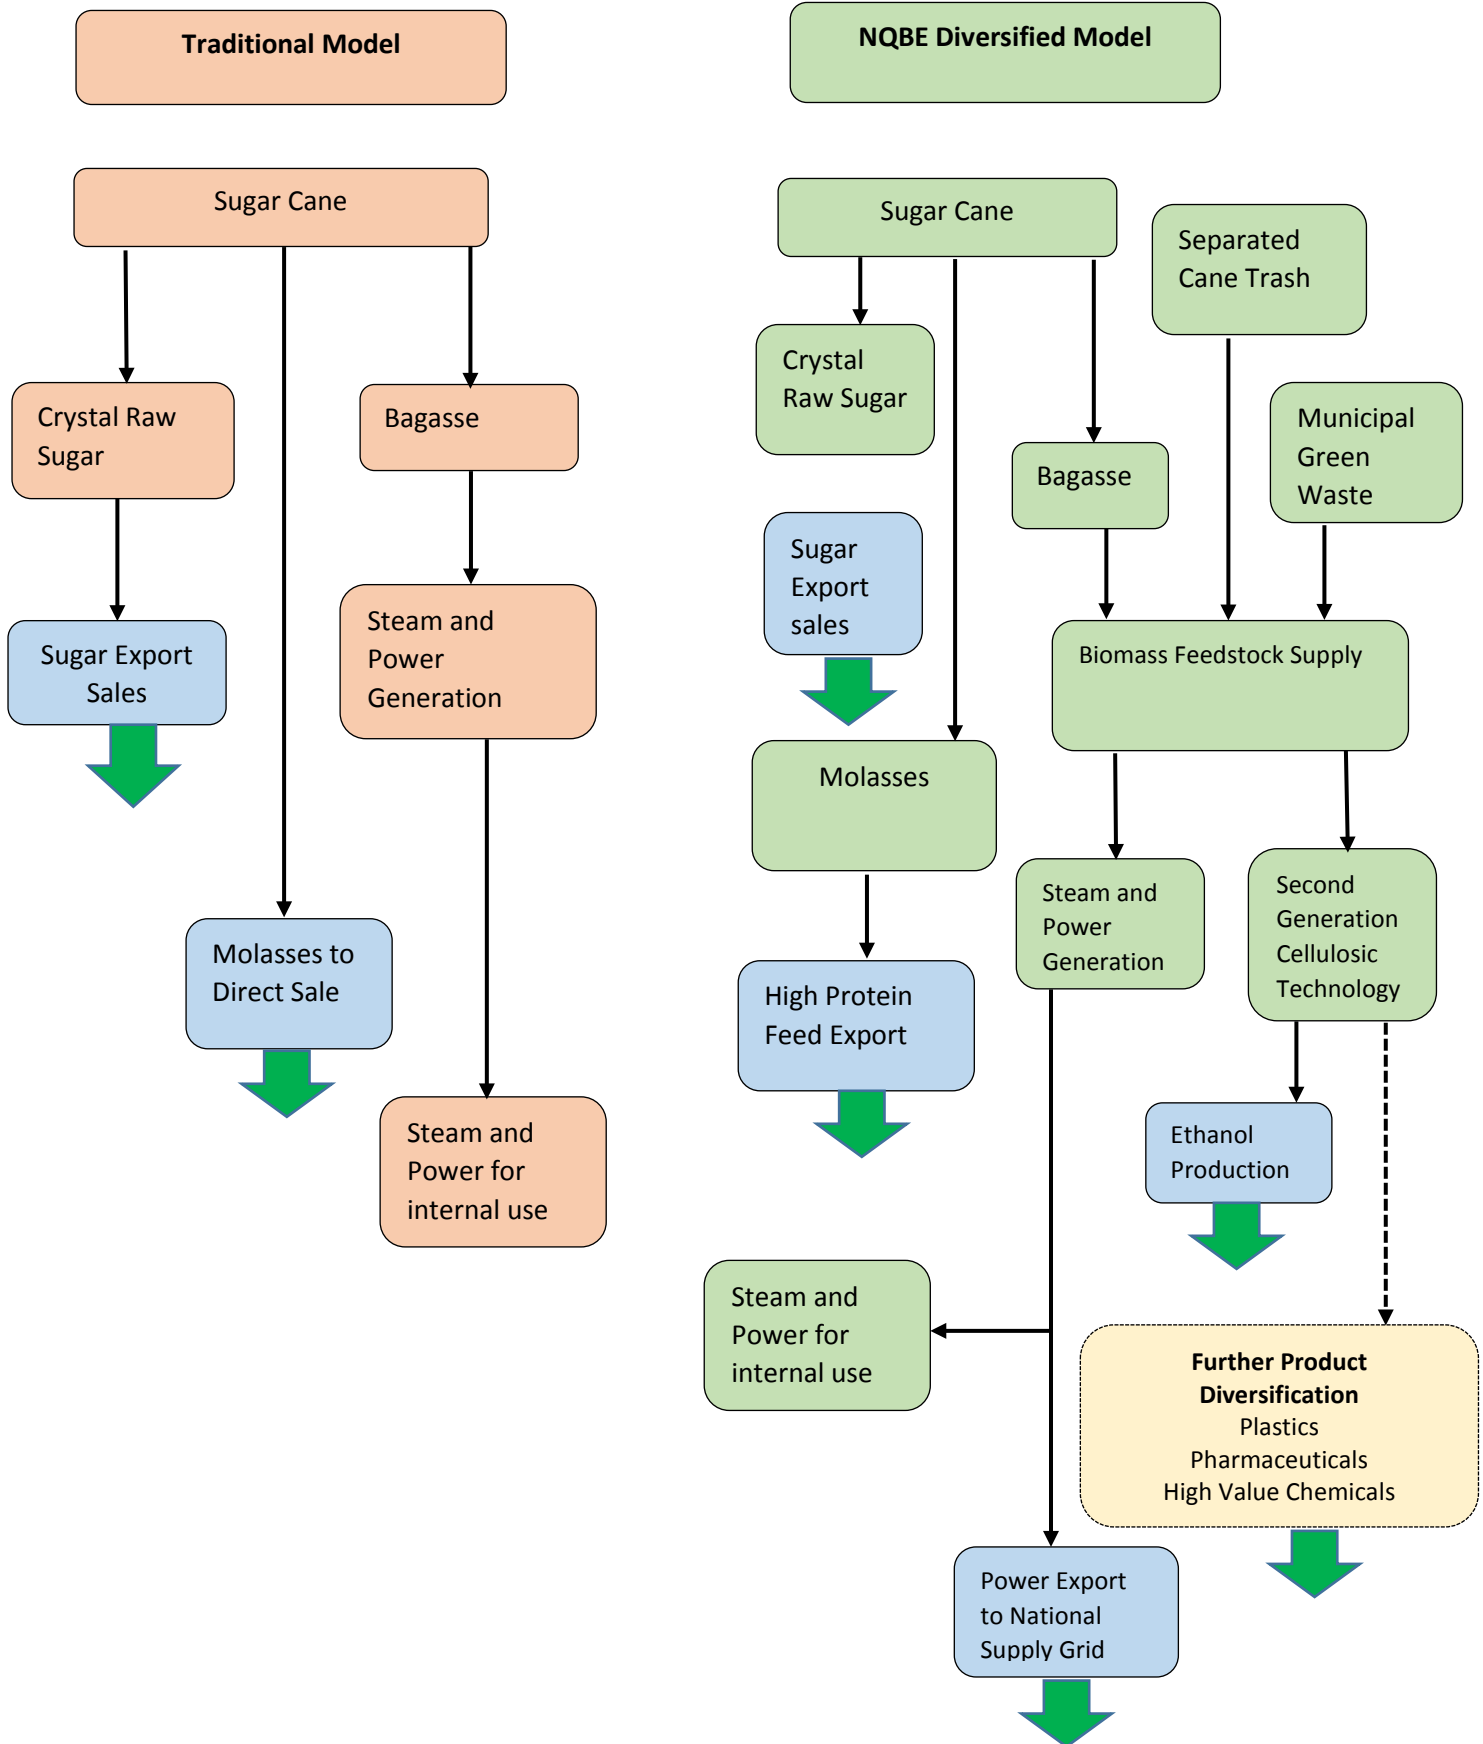 Traditional Model
Sugar Cane
Crystal Raw
Sugar
Bagasse
Sugar Export
Sales
Steam and
Power
Generation
Molasses to
Direct Sale
Steam and
Power for
internal use
NQBE Diversified Model
Sugar Cane
Separated
Cane Trash
Crystal
Raw Sugar
Municipal
Green
Waste
Bagasse
Sugar
Export
sales
Biomass Feedstock Supply
Molasses
Steam and
Power
Generation
Second
Generation
Cellulosic
Technology
High Protein
Feed Export
Ethanol
Production
Steam and
Power for
internal use
Further Product
Diversification
Plastics
Pharmaceuticals
High Value Chemicals
Power Export
to National
Supply Grid